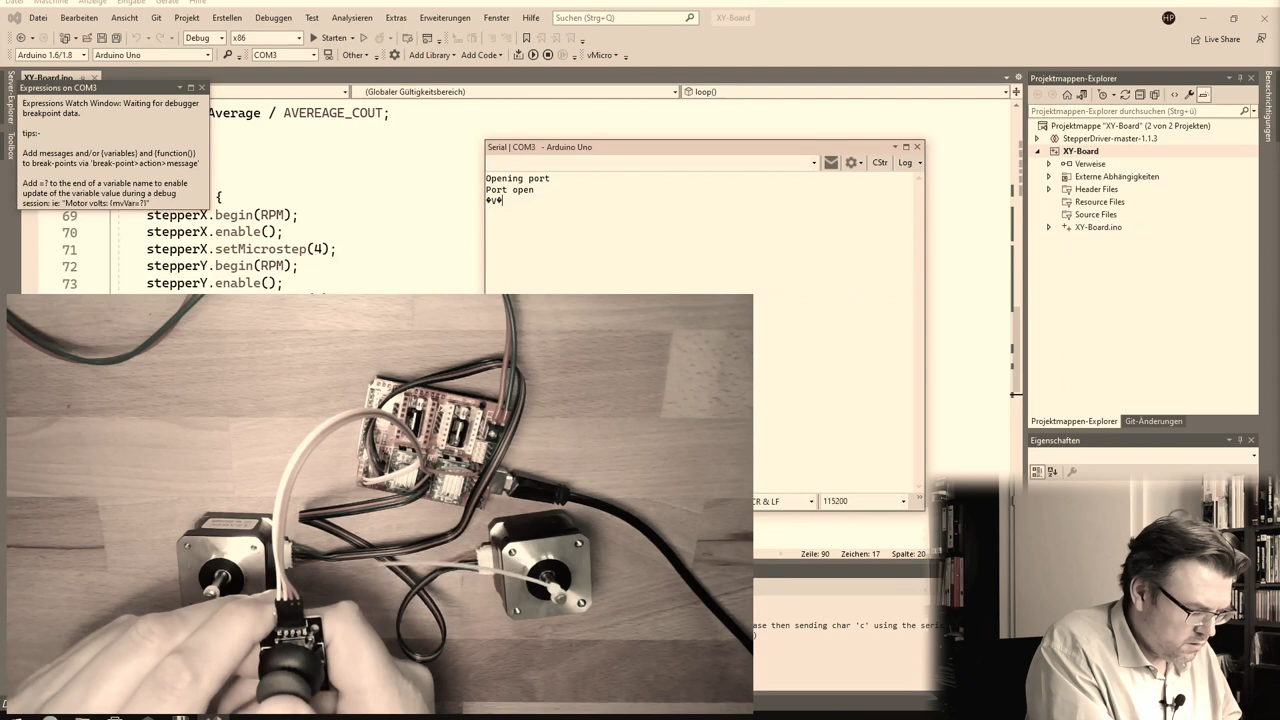 Datei Bearbeiten Ansicht Git Projekt Erstellen Debuggen Test Analysieren Extras Erweiterungen Fenster Hilfe Suchen (Strg+Q) XY-Board HP
Debug x86 Starten Live Share
Arduino 1.6/1.8 Arduino Uno COM3 Other Add Library Add Code vMicro
XY-Board.ino
Server-Explorer
Toolbox
Expressions on COM3
Expressions Watch Window: Waiting for debugger
breakpoint data.
tips:-
Add messages and/or {variables} and {function()}
to break-points via 'break-point>action>message'
Add =? to the end of a variable name to enable
update of the variable value during a debug
session: ie: "Motor volts: {mvVar=?}"
(Globaler Gültigkeitsbereich) loop()
Average / AVEREAGE_COUT;
{
69 stepperX.begin(RPM);
70 stepperX.enable();
71 stepperX.setMicrostep(4);
72 stepperY.begin(RPM);
73 stepperY.enable();
Serial | COM3 - Arduino Uno
CStr Log
Opening port
Port open
�v�
CR & LF 115200
Zeile: 90 Zeichen: 17 Spalte: 20
ase then sending char 'c' using the seri
)
Projektmappen-Explorer
Projektmappen-Explorer durchsuchen (Strg+ü)
Projektmappe "XY-Board" (2 von 2 Projekten)
StepperDriver-master-1.1.3
XY-Board
Verweise
Externe Abhängigkeiten
Header Files
Resource Files
Source Files
XY-Board.ino
Projektmappen-Explorer Git-Änderungen
Eigenschaften
Benachrichtigungen